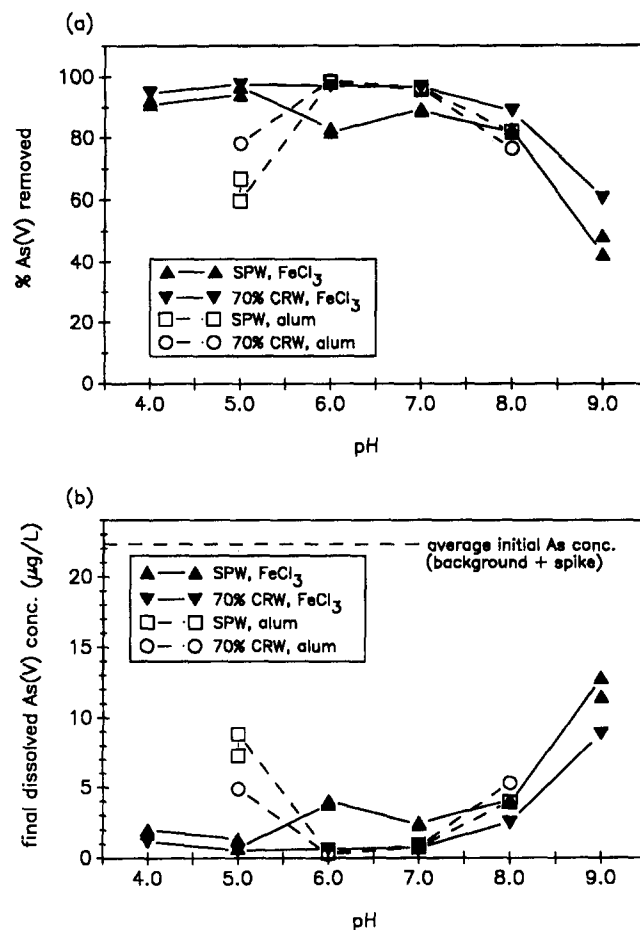 (a)
% As(V) removed
100
80
60
40
20
0
SPW, FeCl3
70% CRW, FeCl3
SPW, alum
70% CRW, alum
4.0 5.0 6.0 7.0 8.0 9.0
pH
(b)
final dissolved As(V) conc. (µg/L)
20
15
10
5
0
average initial As conc.
(background + spike)
SPW, FeCl3
70% CRW, FeCl3
SPW, alum
70% CRW, alum
4.0 5.0 6.0 7.0 8.0 9.0
pH